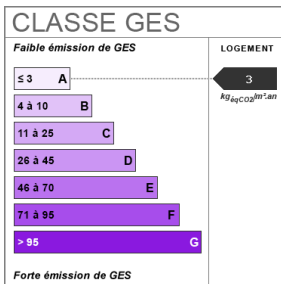 CLASSE GES
Faible émission de GES
LOGEMENT
≤ 3 A
3
kgéqCO2/m².an
4 à 10 B
11 à 25 C
26 à 45 D
46 à 70 E
71 à 95 F
> 95 G
Forte émission de GES